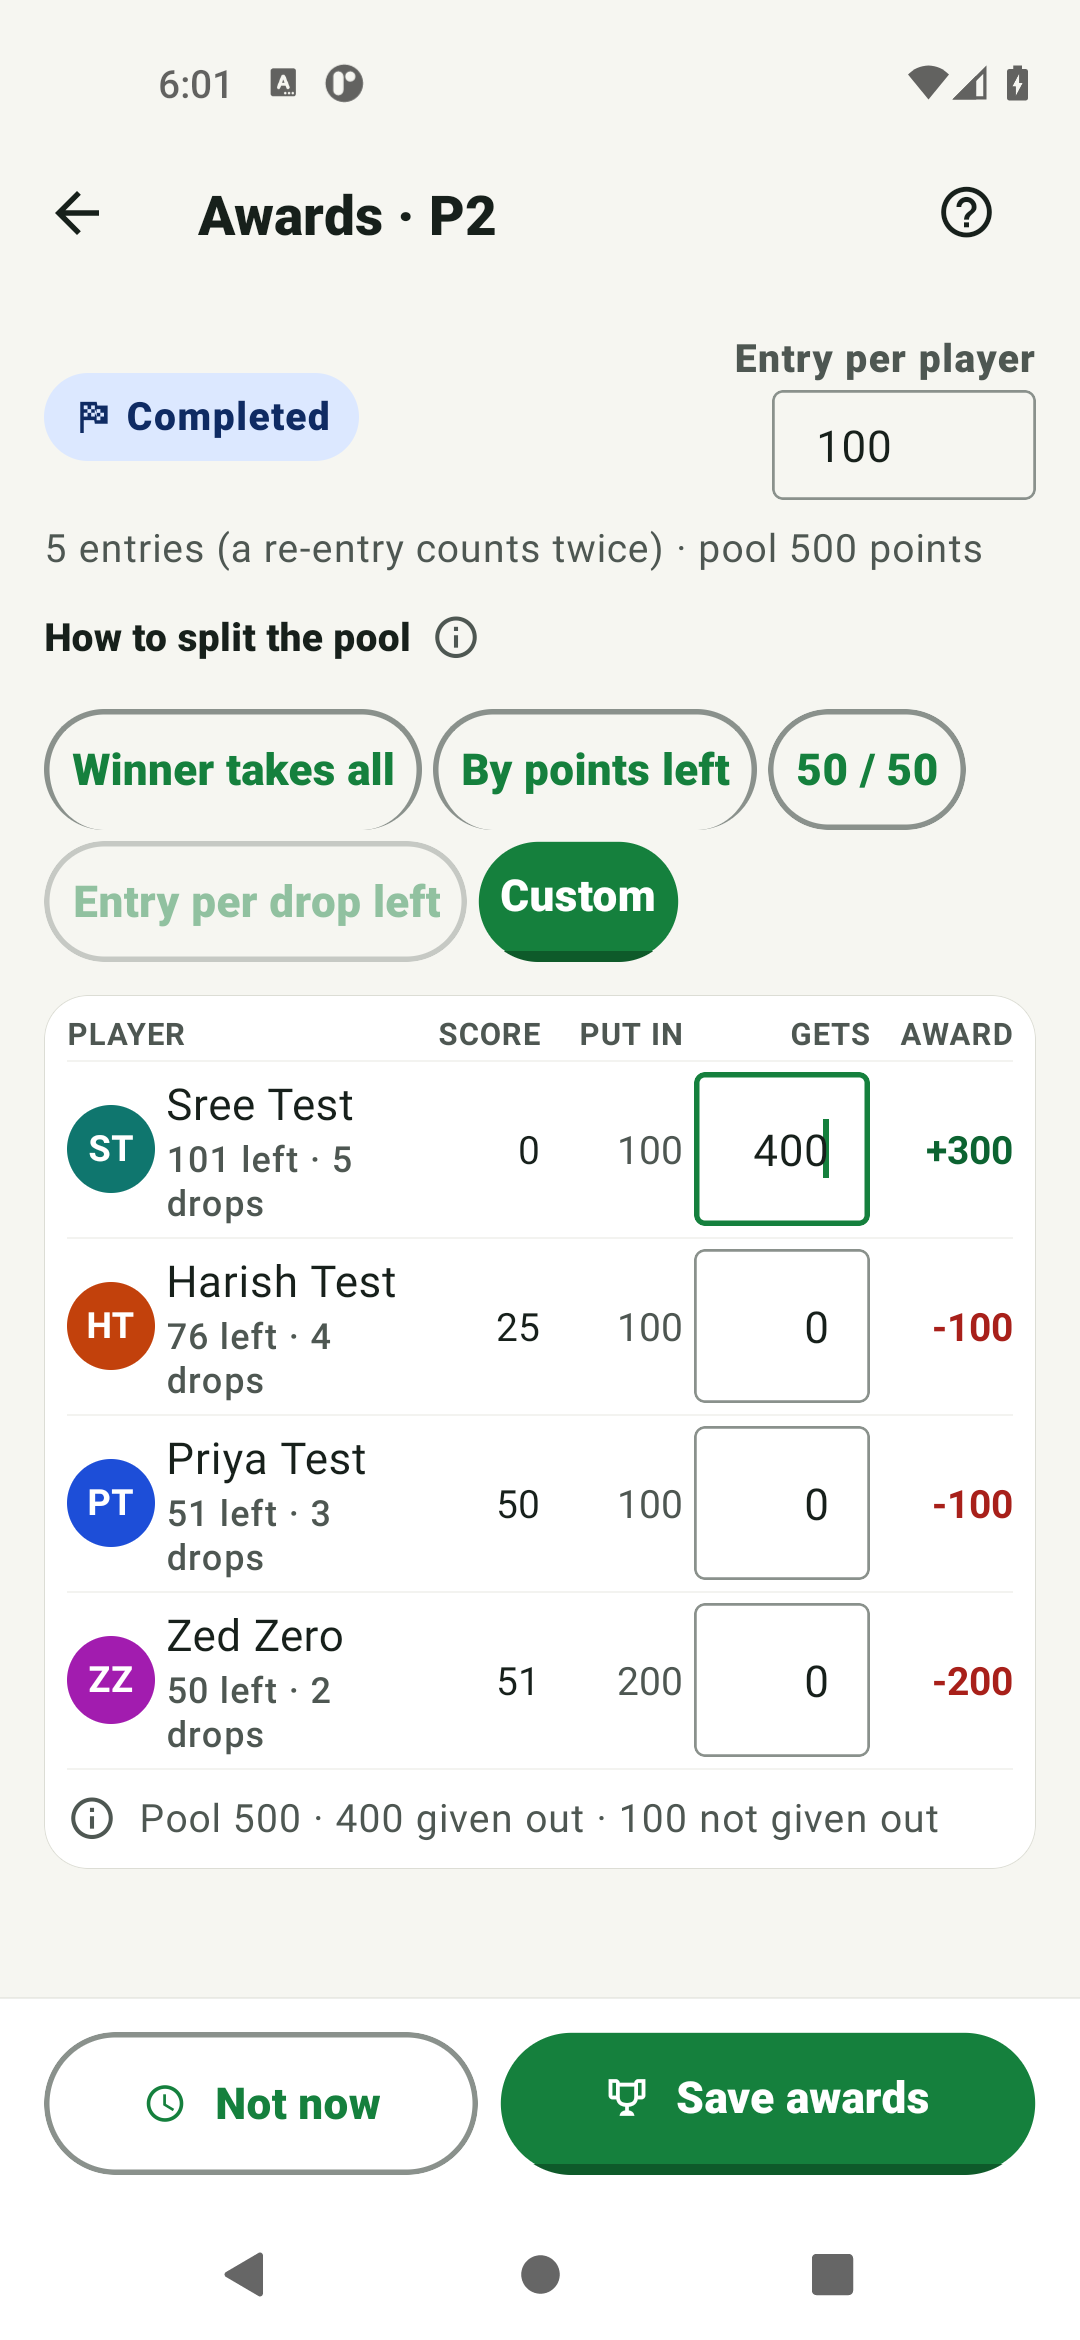 6:01
Awards · P2
Entry per player
Completed
100
5 entries (a re-entry counts twice) · pool 500 points
How to split the pool
Winner takes all
By points left
50 / 50
Entry per drop left
Custom
PLAYER SCORE PUT IN GETS AWARD
ST Sree Test
101 left · 5
drops
0 100 400 +300
HT Harish Test
76 left · 4
drops
25 100 0 -100
PT Priya Test
51 left · 3
drops
50 100 0 -100
ZZ Zed Zero
50 left · 2
drops
51 200 0 -200
Pool 500 · 400 given out · 100 not given out
Not now
Save awards